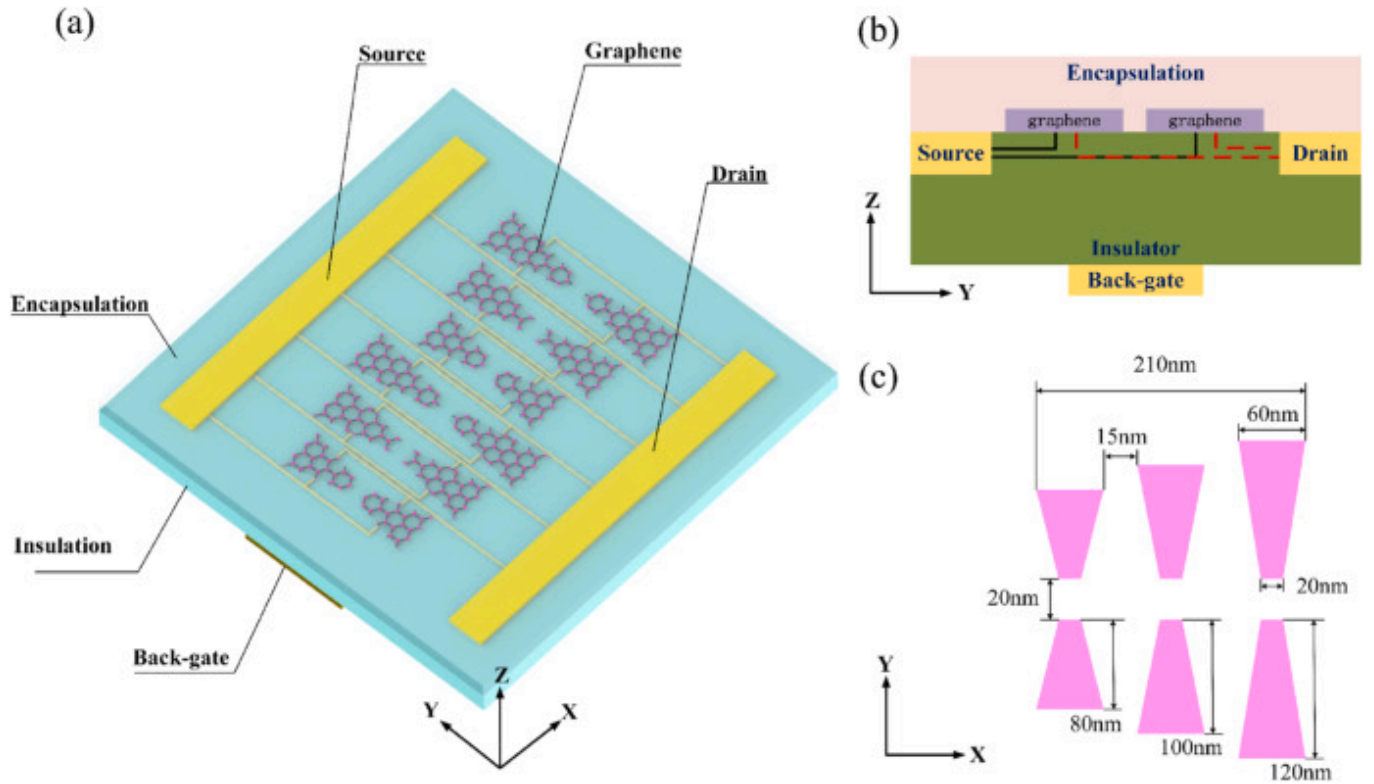 (a)
Source
Graphene
Drain
Encapsulation
Insulation
Back-gate
Z
Y
X
(b)
Encapsulation
graphene graphene
Source Drain
Z
Insulator
Back-gate
Y
(c)
210nm
60nm
15nm
20nm 20nm
Y
80nm
100nm
X
120nm